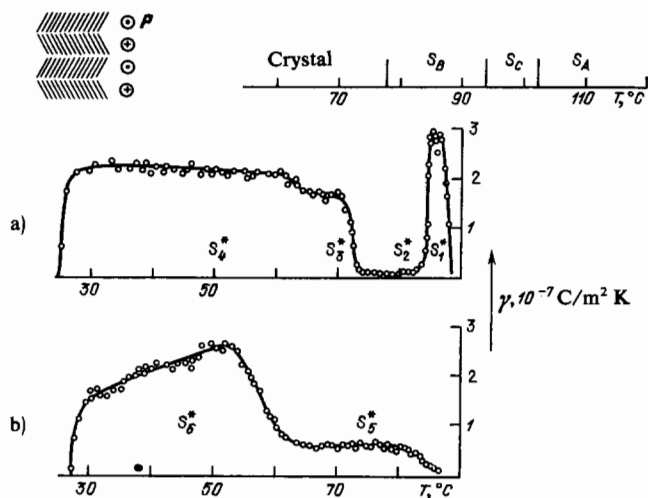 P
Crystal S_B S_C S_A
70 90 110 T,°C
3
2
1
a)
S₄* S₃* S₂* S₁*
30 50
γ, 10⁻⁷ C/m² K
3
2
1
b)
S₆* S₅*
30 50 70 T,°C